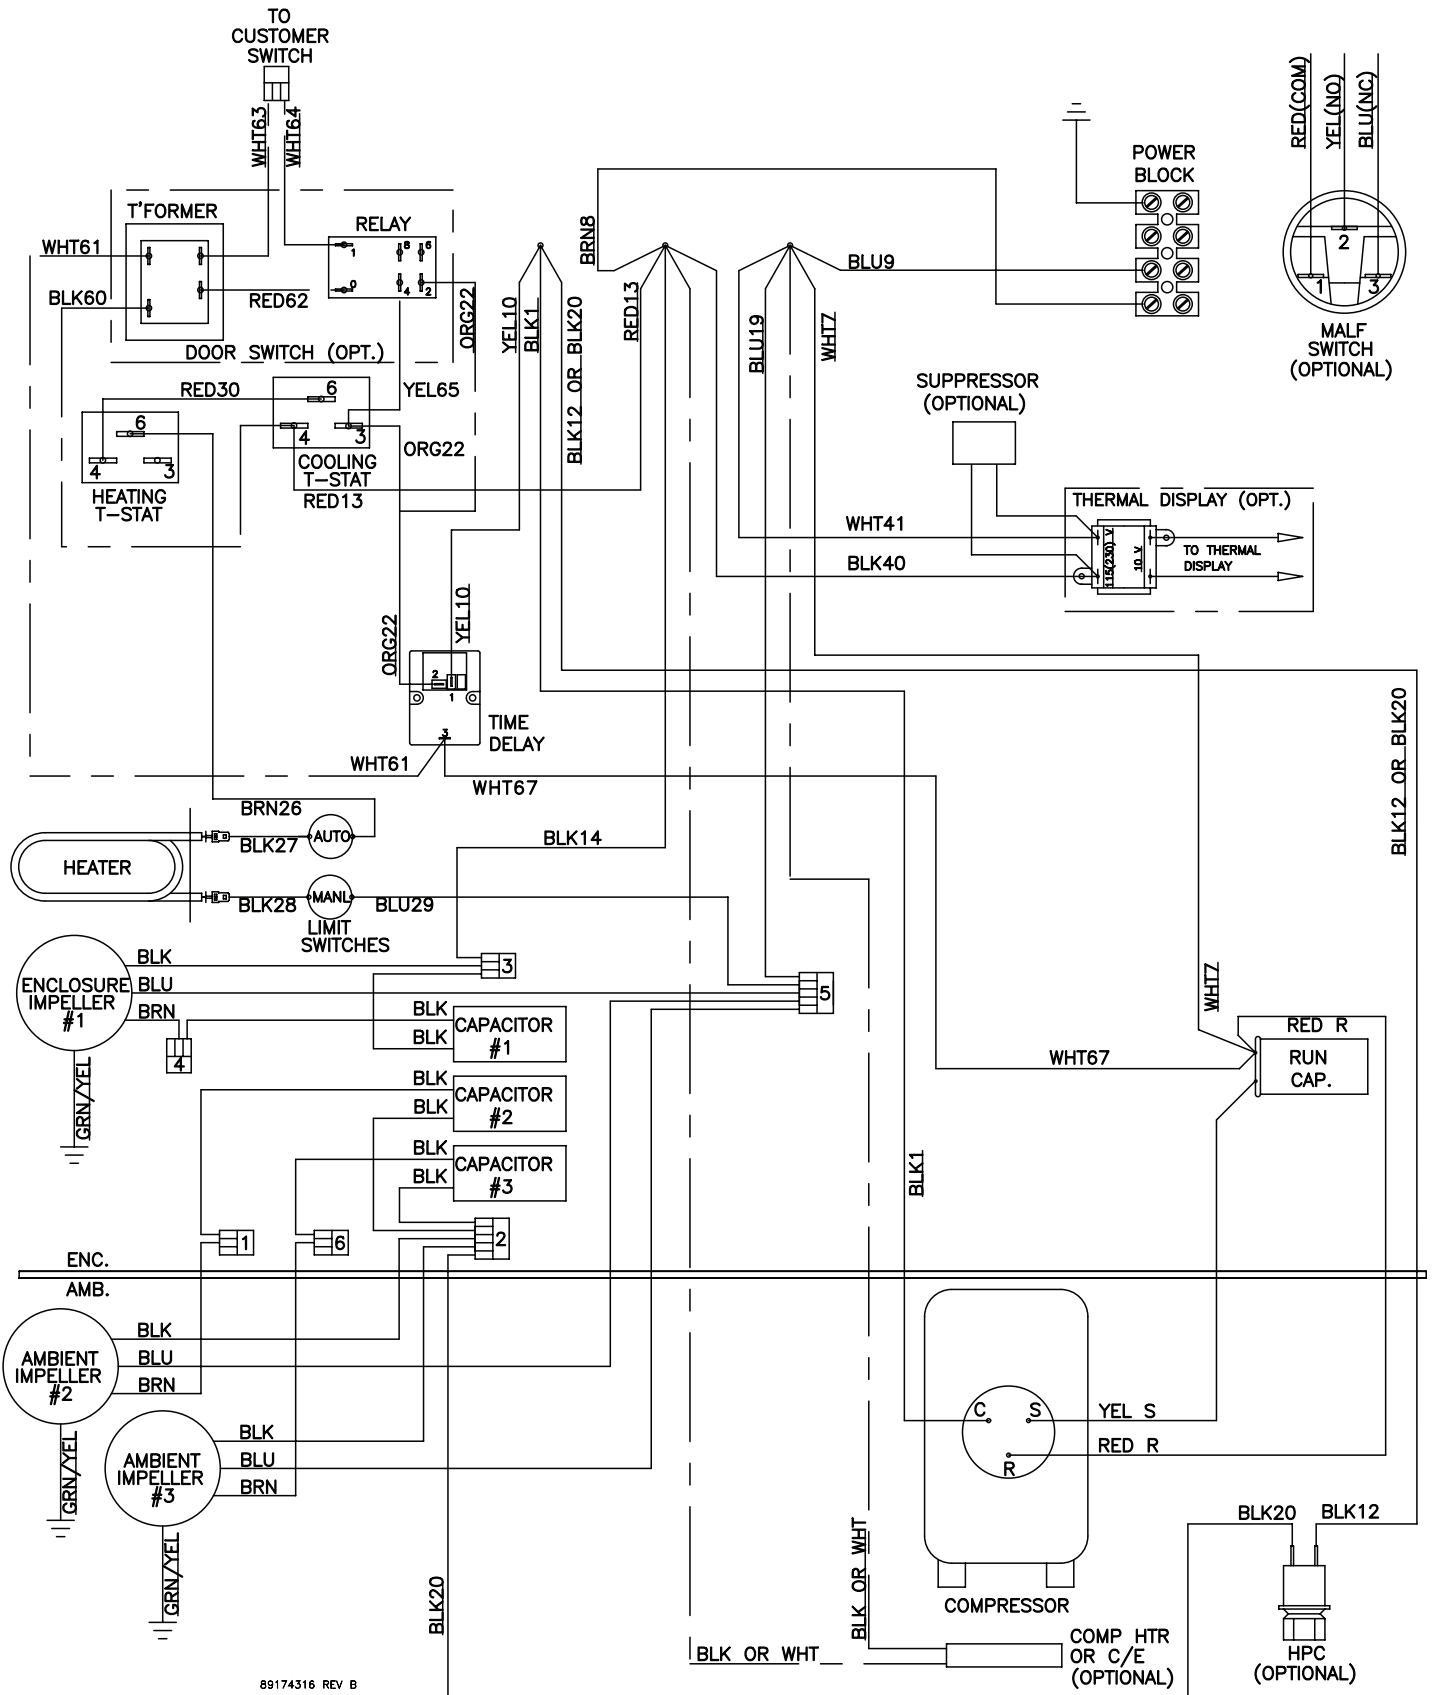 TO
CUSTOMER
SWITCH
WHT63
WHT64
T'FORMER
RELAY
WHT61
BLK60
RED62
1
0
8
6
4
2
ORG22
DOOR SWITCH (OPT.)
RED30
6
YEL65
6
4
3
4
3
ORG22
COOLING
T-STAT
RED13
HEATING
T-STAT
YEL10
BLK1
BLK12 OR BLK20
BRN8
RED13
BLU19
WHT7
BLU9
POWER
BLOCK
RED(COM)
YEL(NO)
BLU(NC)
2
1
3
MALF
SWITCH
(OPTIONAL)
SUPPRESSOR
(OPTIONAL)
THERMAL DISPLAY (OPT.)
WHT41
BLK40
115(230) V
10 V
TO THERMAL
DISPLAY
ORG22
YEL10
2
1
3
TIME
DELAY
WHT61
WHT67
BLK12 OR BLK20
BRN26
BLK27
AUTO
BLK14
HEATER
BLK28
MANL
BLU29
LIMIT
SWITCHES
BLK
3
ENCLOSURE
IMPELLER
#1
BLU
BRN
5
4
GRN/YEL
BLK
BLK
CAPACITOR
#1
BLK
BLK
CAPACITOR
#2
BLK
BLK
CAPACITOR
#3
WHT7
RED R
WHT67
RUN
CAP.
BLK1
1
6
2
ENC.
AMB.
BLK
AMBIENT
IMPELLER
#2
BLU
BRN
GRN/YEL
BLK
AMBIENT
IMPELLER
#3
BLU
BRN
GRN/YEL
C
S
R
YEL S
RED R
COMPRESSOR
BLK20
BLK OR WHT
BLK OR WHT
COMP HTR
OR C/E
(OPTIONAL)
BLK20
BLK12
HPC
(OPTIONAL)
89174316 REV B